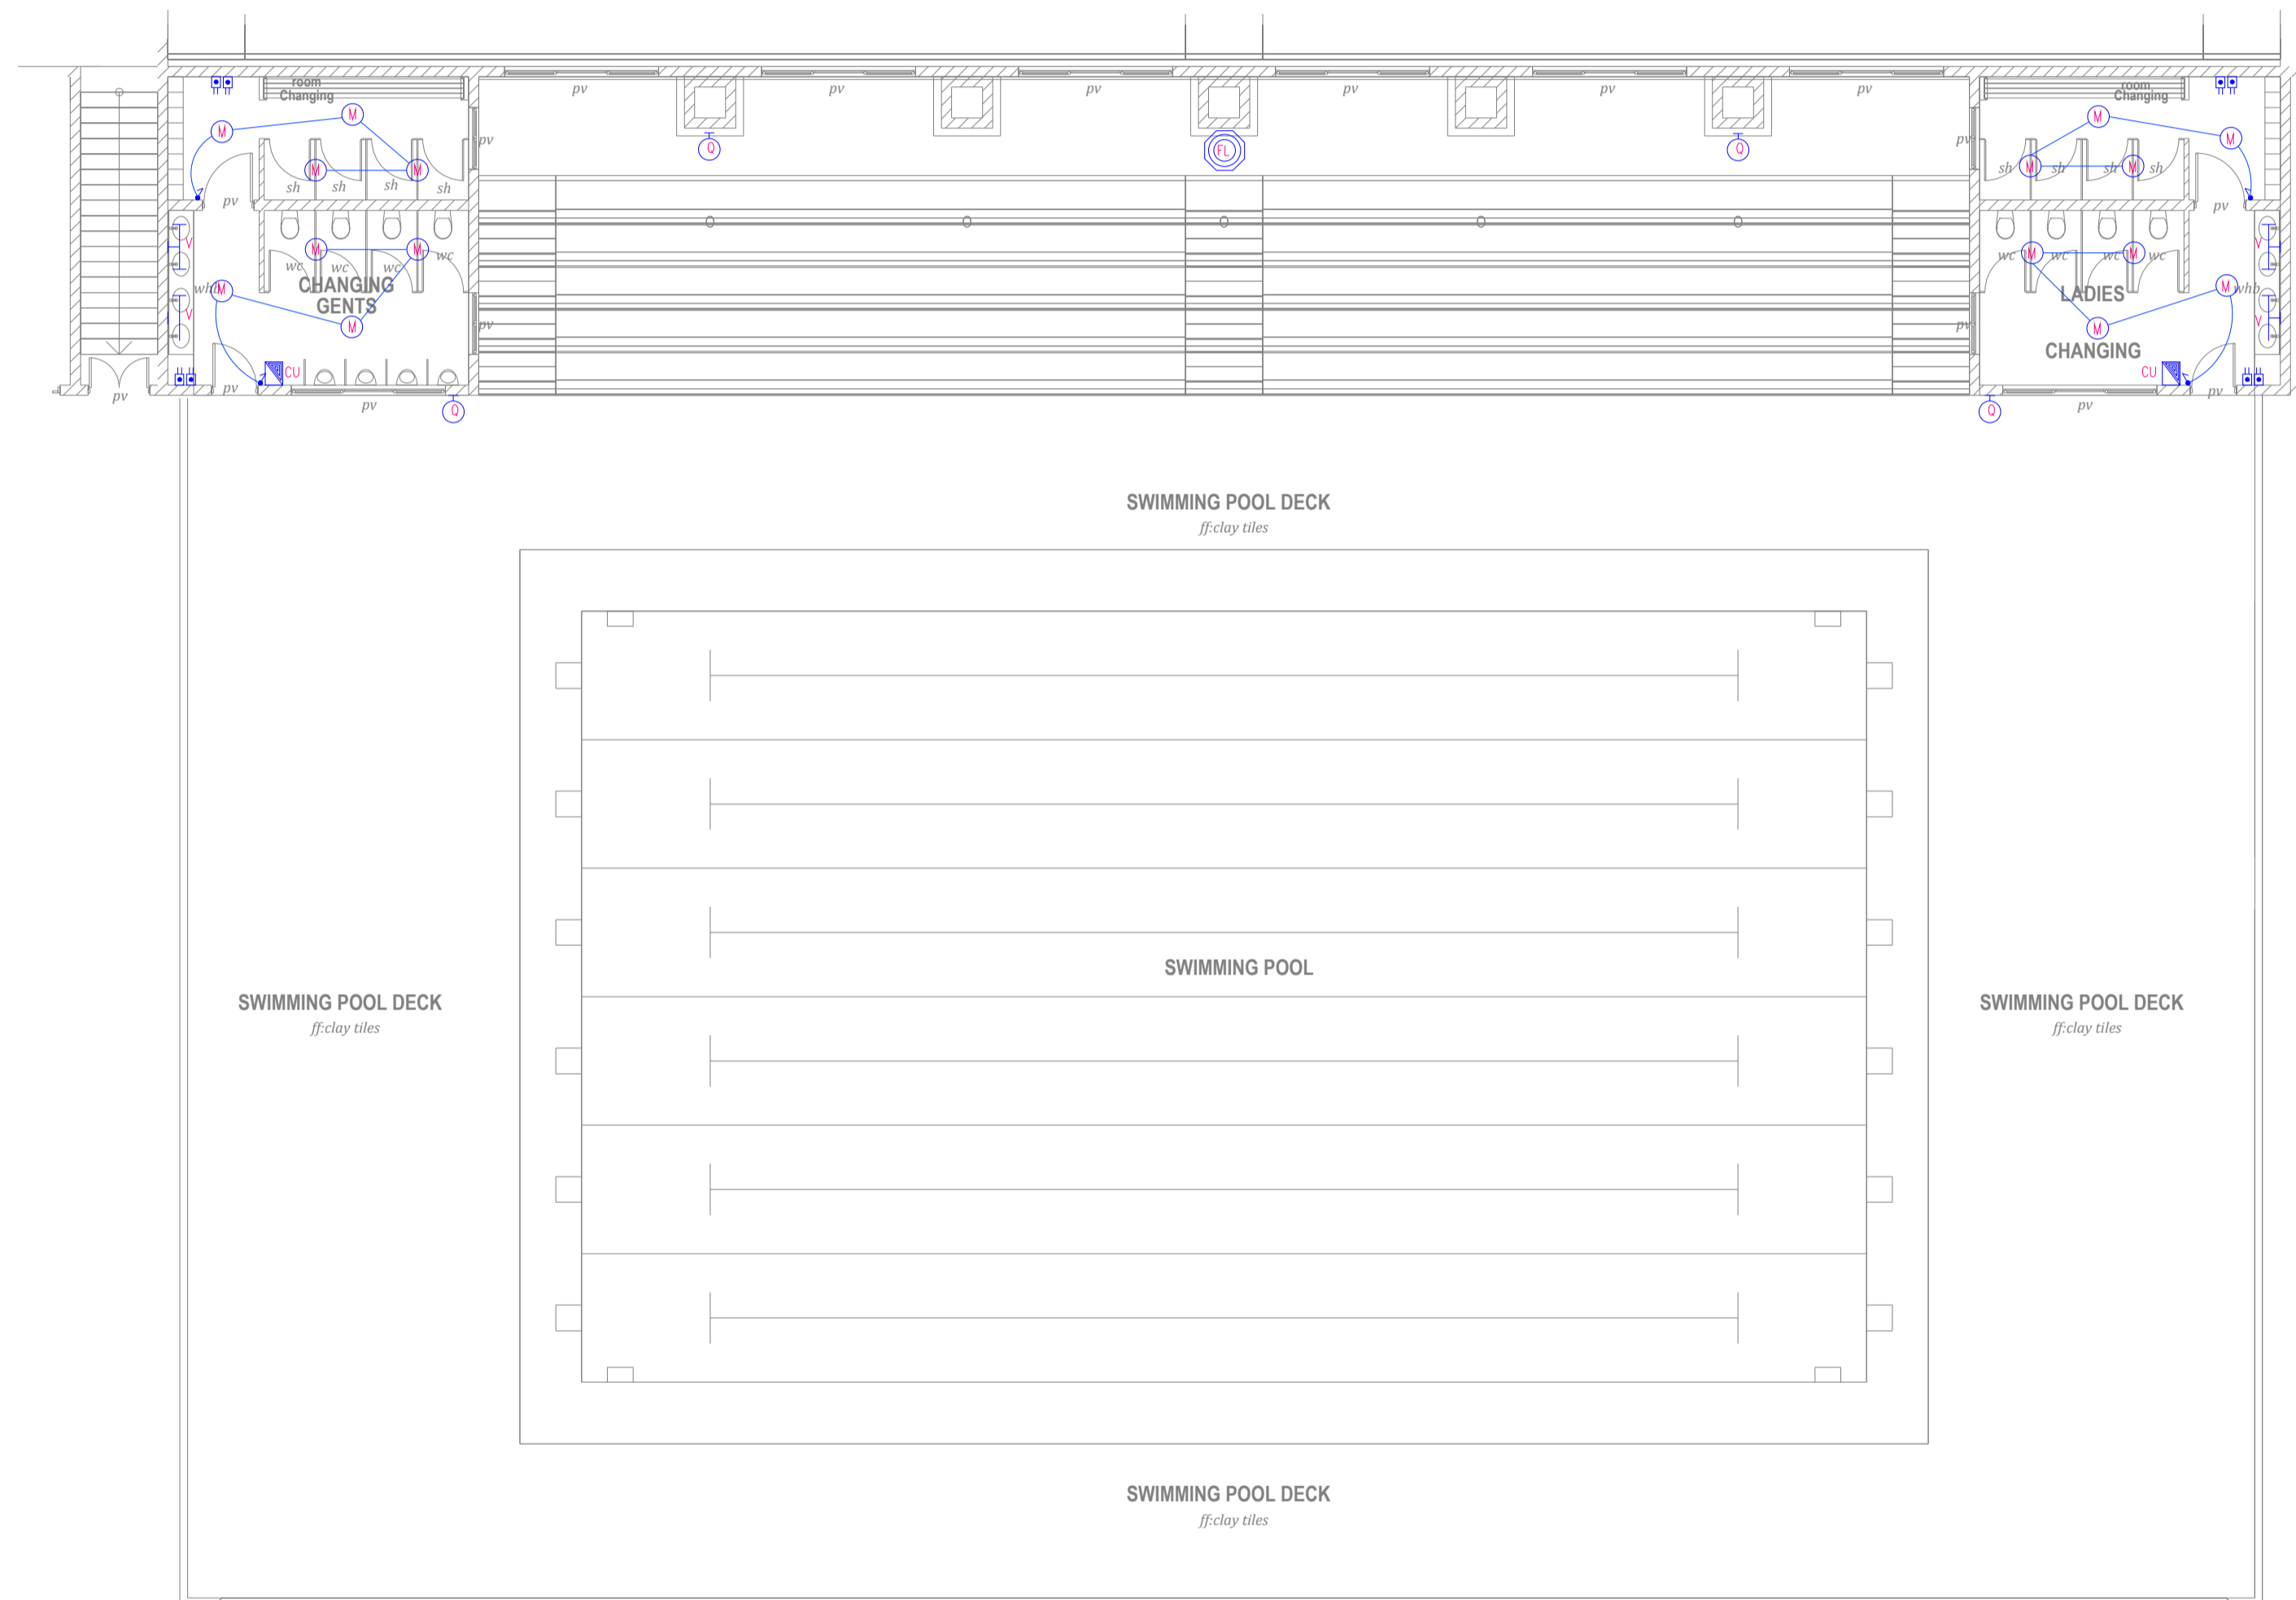 room
Changing
pv pv pv pv pv pv
room
Changing
M M
M M
Q
FL
Q
M M
M M
pv
pv
sh sh sh sh
sh sh sh sh
pv
pv
V
V
M M
M M
wc wc wc wc
wc wc wc wc
whb
M
M
whb
CHANGING
GENTS
LADIES
V
V
M
M
pv
pv
CHANGING
CU
CU
pv
pv
pv
Q
Q
pv
pv
SWIMMING POOL DECK
ff:clay tiles
SWIMMING POOL
SWIMMING POOL DECK
ff:clay tiles
SWIMMING POOL DECK
ff:clay tiles
SWIMMING POOL DECK
ff:clay tiles